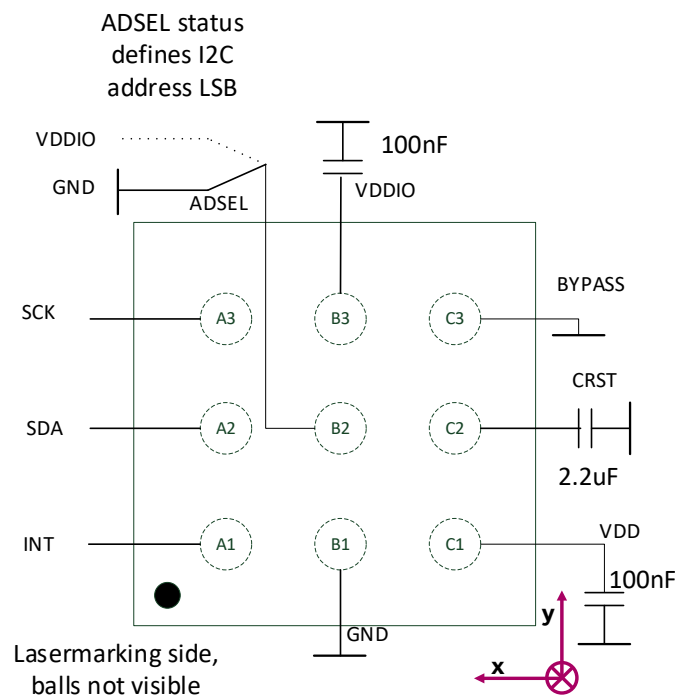 ADSEL status
defines I2C
address LSB
VDDIO
100nF
GND
VDDIO
ADSEL
BYPASS
SCK
A3
B3
C3
CRST
SDA
A2
B2
C2
2.2uF
VDD
INT
A1
B1
C1
100nF
y
GND
Lasermarking side,
balls not visible
x